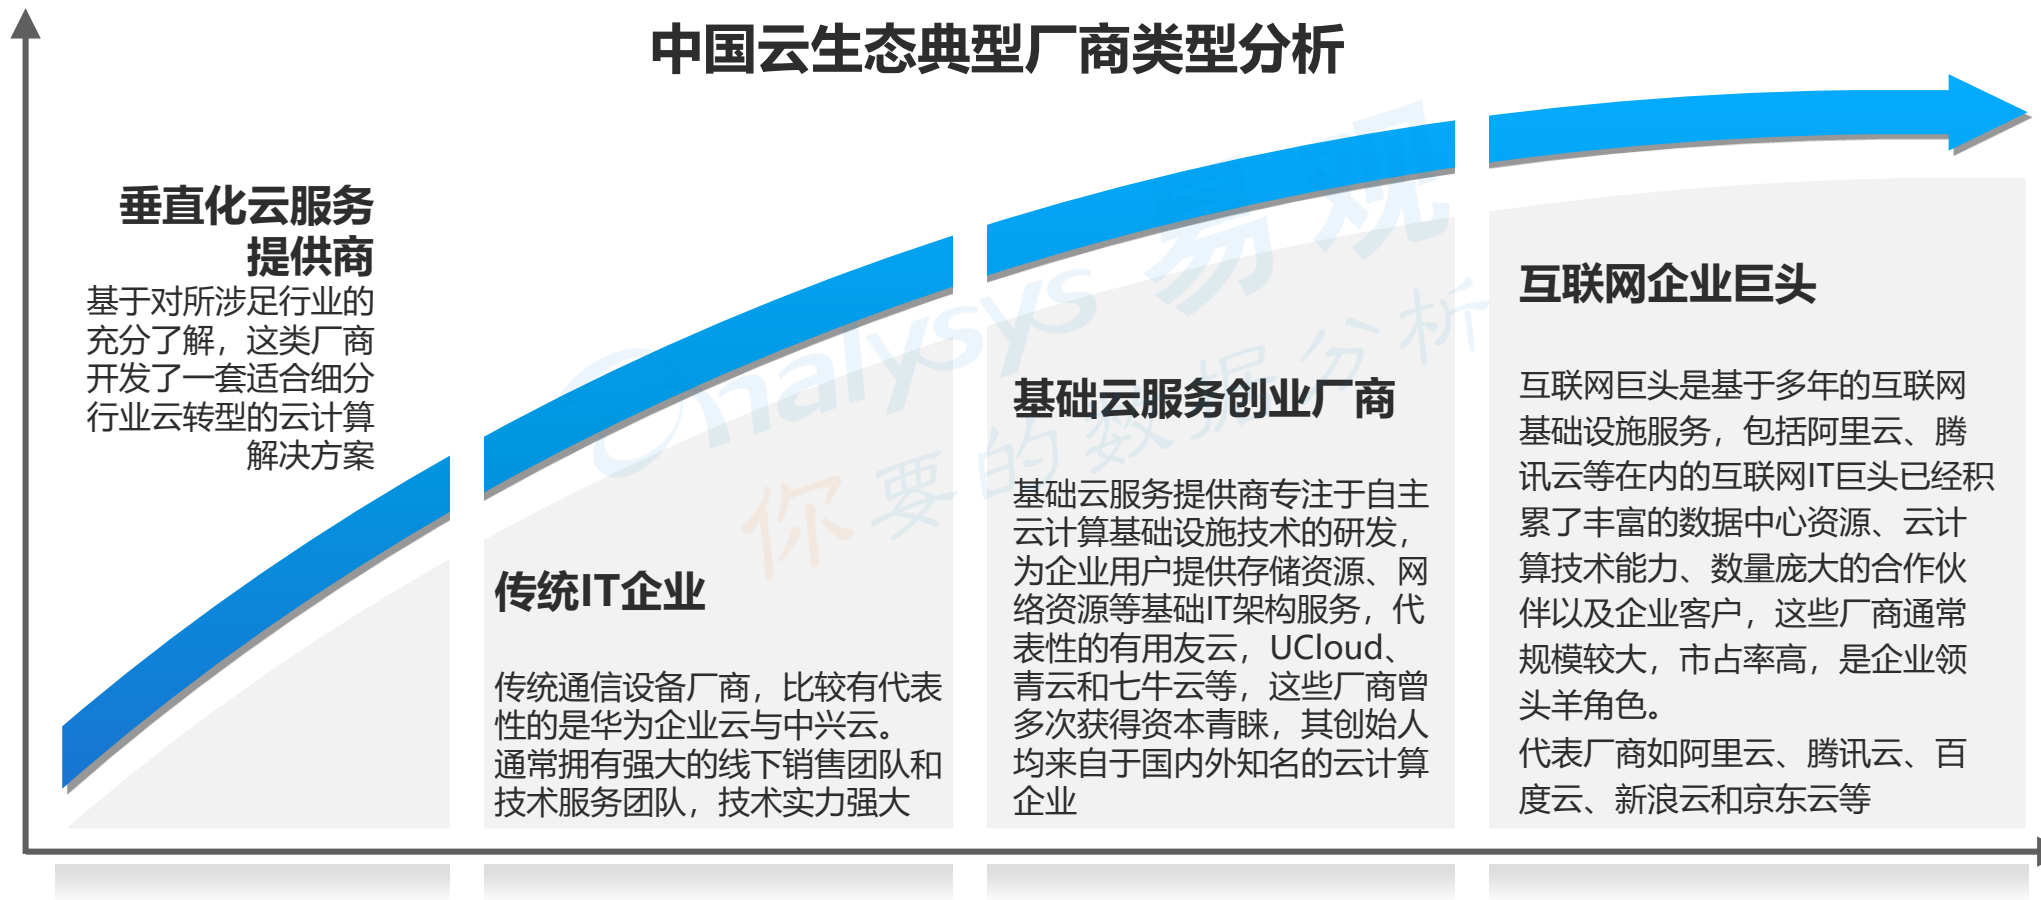 中国云生态典型厂商类型分析
垂直化云服务
提供商
基于对所涉足行业的
充分了解，这类厂商
开发了一套适合细分
行业云转型的云计算
解决方案
传统IT企业
传统通信设备厂商，比较有代表
性的是华为企业云与中兴云。
通常拥有强大的线下销售团队和
技术服务团队，技术实力强大
基础云服务创业厂商
基础云服务提供商专注于自主
云计算基础设施技术的研发，
为企业用户提供存储资源、网
络资源等基础IT架构服务，代
表性的有用友云，UCloud、
青云和七牛云等，这些厂商曾
多次获得资本青睐，其创始人
均来自于国内外知名的云计算
企业
互联网企业巨头
互联网巨头是基于多年的互联网
基础设施服务，包括阿里云、腾
讯云等在内的互联网IT巨头已经积
累了丰富的数据中心资源、云计
算技术能力、数量庞大的合作伙
伴以及企业客户，这些厂商通常
规模较大，市占率高，是企业领
头羊角色。
代表厂商如阿里云、腾讯云、百
度云、新浪云和京东云等
analysys 易观
你要的数据分析